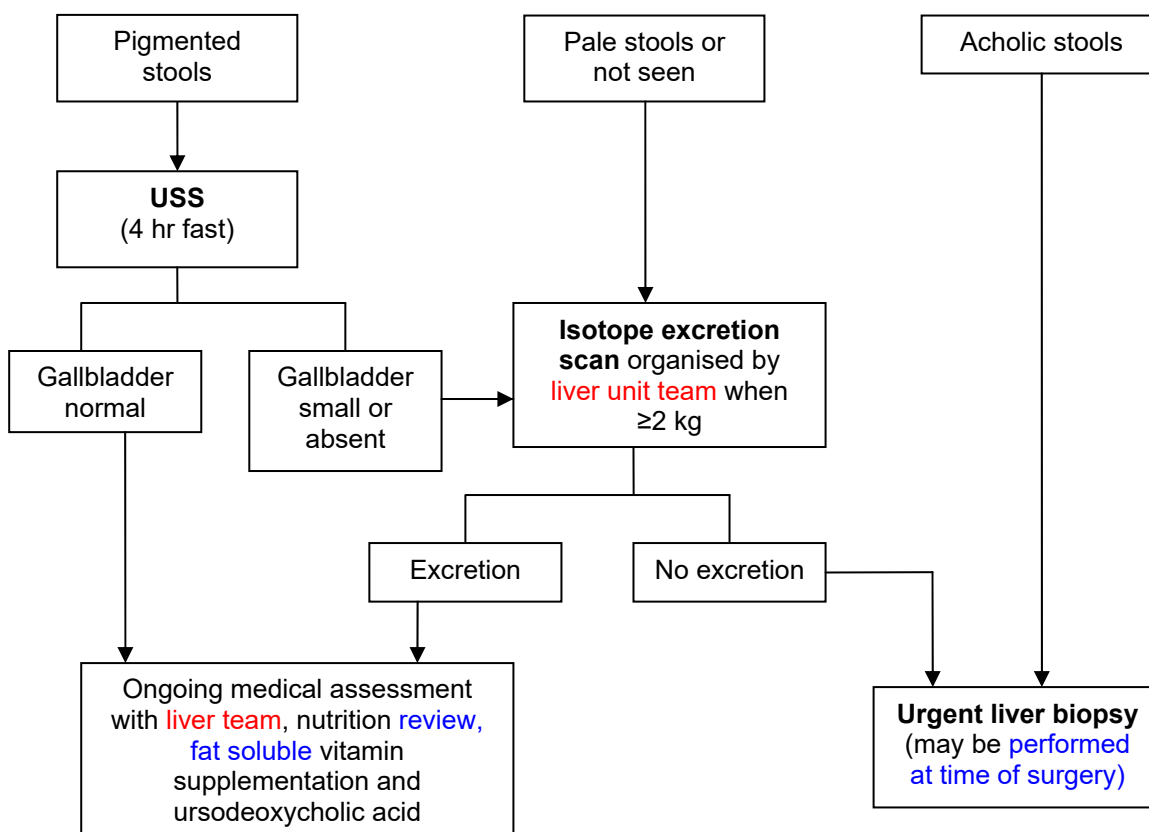 Pigmented
stools
Pale stools or
not seen
Acholic stools
USS
(4 hr fast)
Gallbladder
normal
Gallbladder
small or
absent
Isotope excretion
scan organised by
liver unit team when
≥2 kg
Excretion
No excretion
Ongoing medical assessment
with liver team, nutrition review,
fat soluble vitamin
supplementation and
ursodeoxycholic acid
Urgent liver biopsy
(may be performed
at time of surgery)